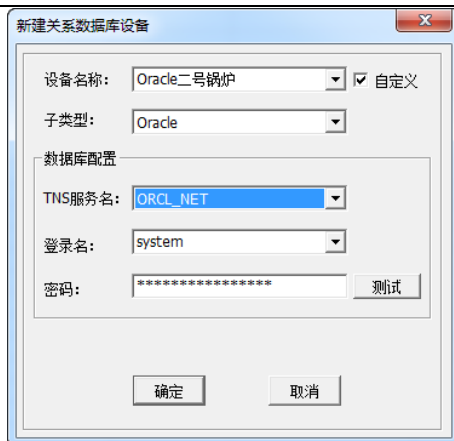 新建关系数据库设备
设备名称: Oracle二号锅炉 自定义
子类型: Oracle
数据库配置
TNS服务名: ORCL_NET
登录名: system
密码: **************** 测试
确定 取消